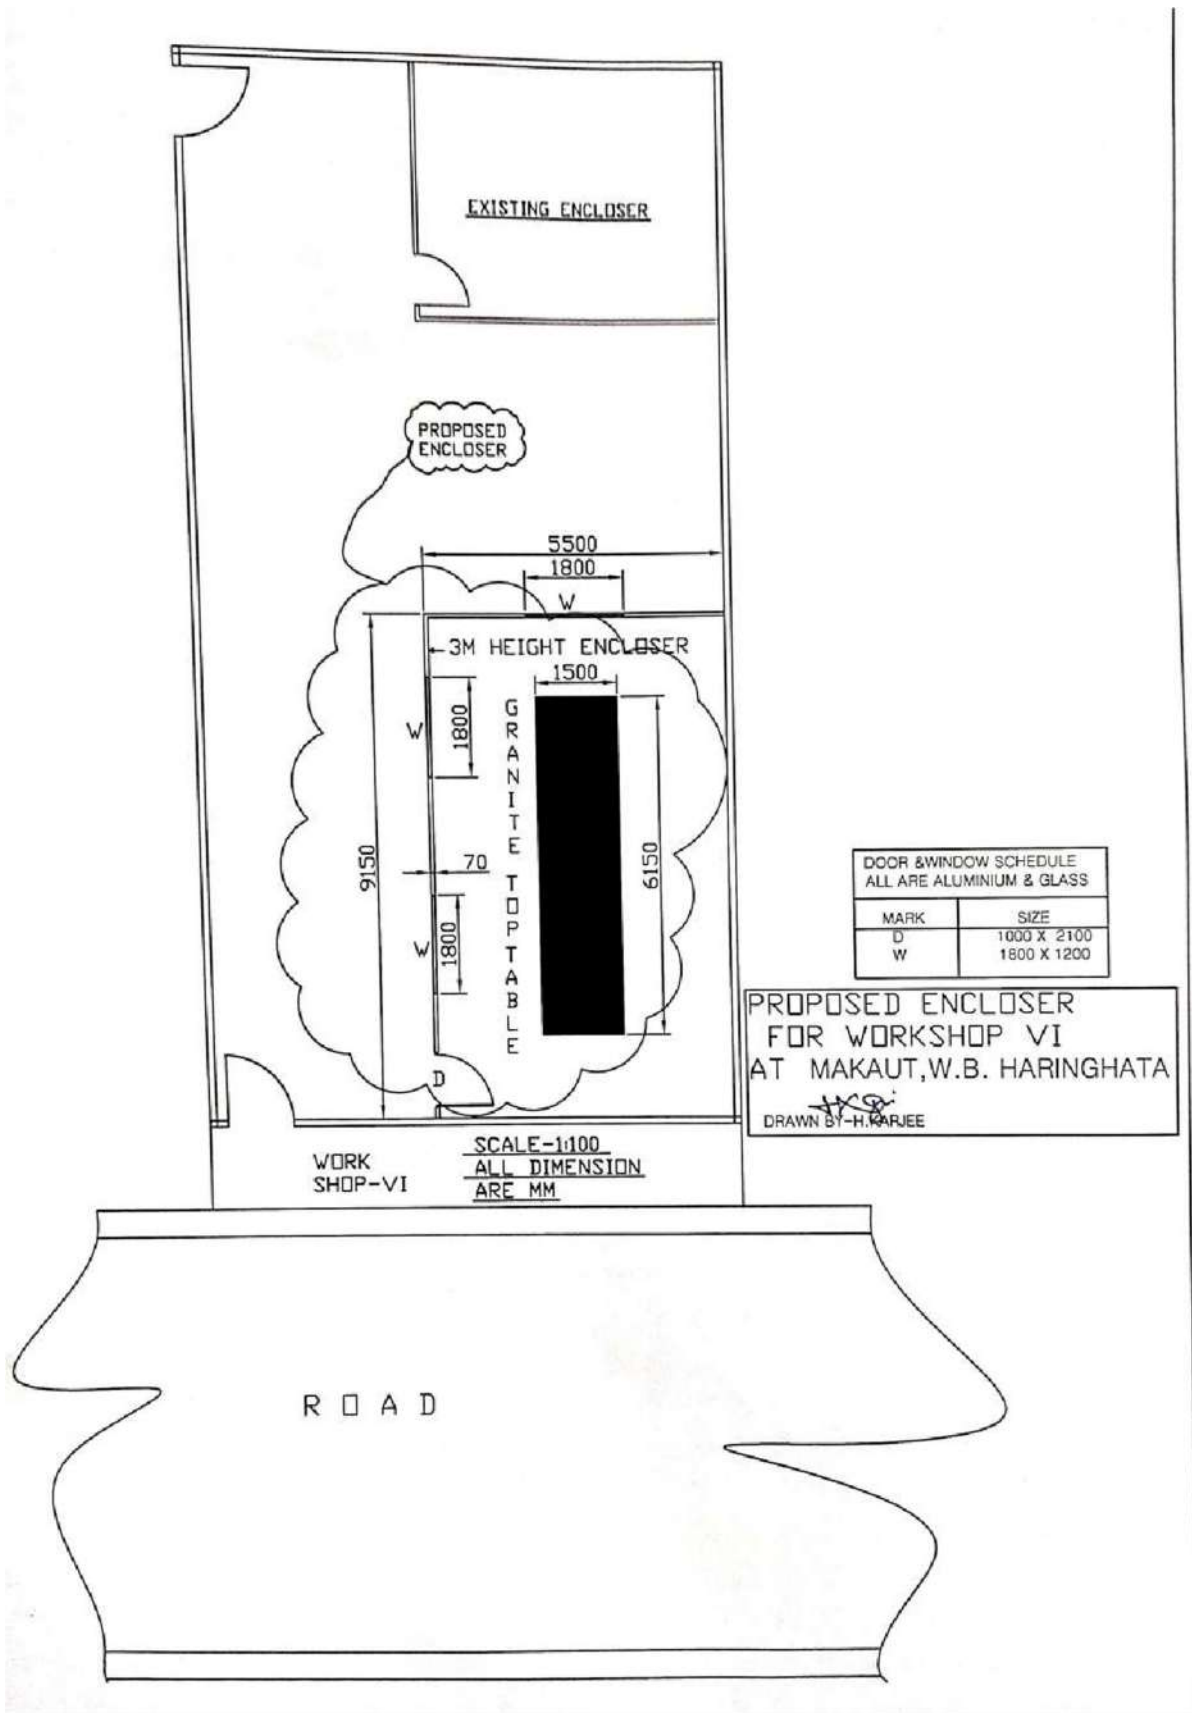 EXISTING ENCLOSER
PROPOSED
ENCLOSER
5500
1800
W
3M HEIGHT ENCLOSER
1500
GRANITE TOP TABLE
W
1800
9150
70
6150
W
1800
D
DOOR &WINDOW SCHEDULE
ALL ARE ALUMINIUM & GLASS
MARK SIZE
D 1000 X 2100
W 1800 X 1200
PROPOSED ENCLOSER
FOR WORKSHOP VI
AT MAKAUT,W.B. HARINGHATA
DRAWN BY-H.KARJEE
WORK
SHOP-VI
SCALE-1:100
ALL DIMENSION
ARE MM
ROAD